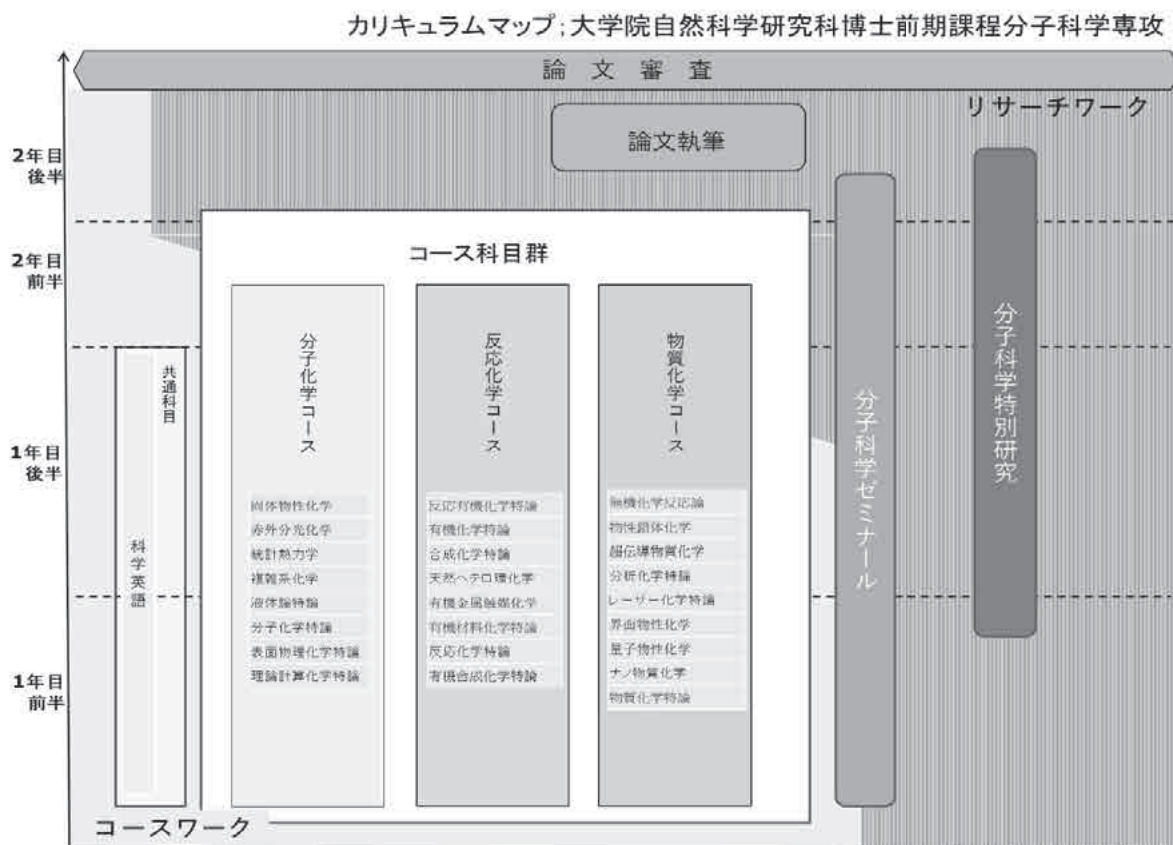 カリキュラムマップ;大学院自然科学研究科博士前期課程分子科学専攻
論文審査
リサーチワーク
論文執筆
2年目
後半
2年目
前半
1年目
後半
1年目
前半
コース科目群
共通科目
科学英語
分子化学コース
固体物性化学
赤外分光化学
統計熱力学
複雑系化学
液体論特論
分子化学特論
表面物理化学特論
理論計算化学特論
反応化学コース
反応有機化学特論
有機化学特論
合成化学特論
天然ヘテロ環化学
有機金属触媒化学
有機材料化学特論
反応化学特論
有機合成化学特論
物質化学コース
無機化学反応論
物性錯体化学
超伝導物質化学
分析化学特論
レーザー化学特論
界面物性化学
量子物性化学
ナノ物質化学
物質化学特論
分子科学ゼミナール
分子科学特別研究
コースワーク